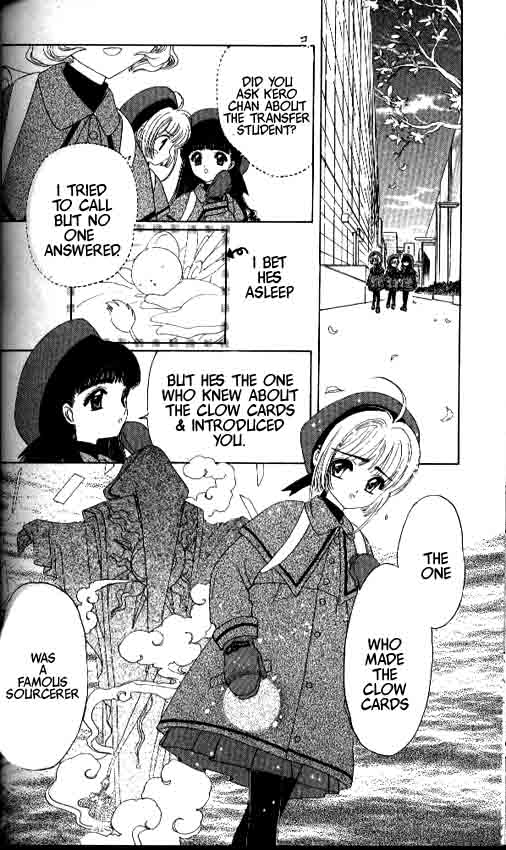 DID YOU
ASK KERO
CHAN ABOUT
THE TRANSFER
STUDENT?
I TRIED
TO CALL
BUT NO
ONE
ANSWERED.
I BET
HES
ASLEEP
BUT HES THE ONE
WHO KNEW ABOUT
THE CLOW CARDS
& INTRODUCED
YOU.
THE
ONE
WHO
MADE
THE
CLOW
CARDS
WAS
A
FAMOUS
SOURCERER